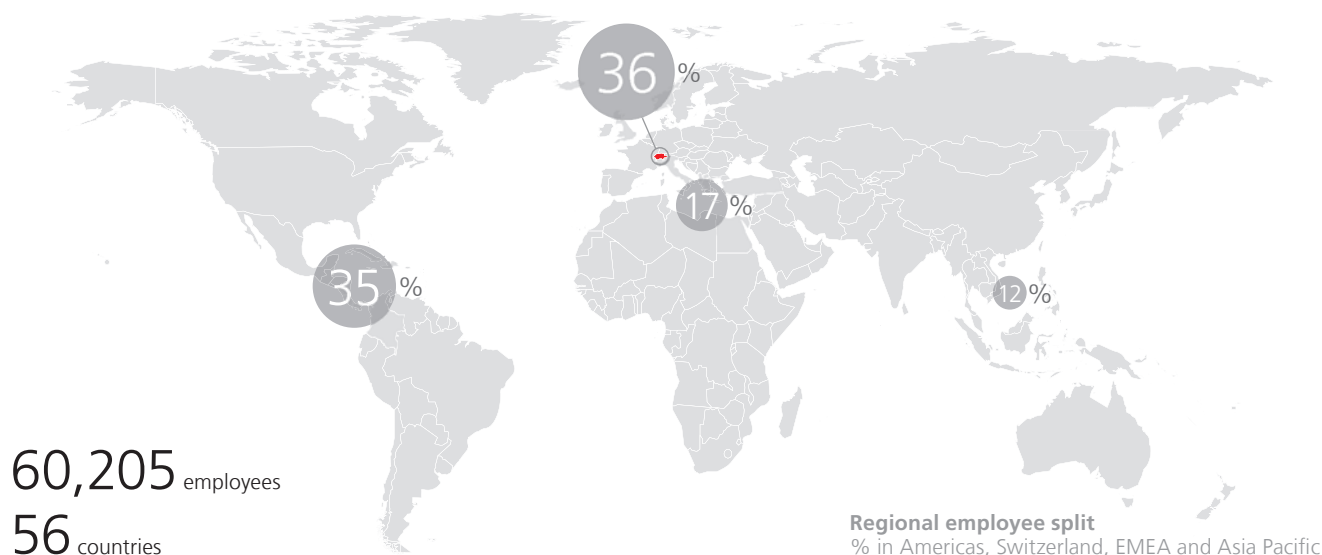 36 %
17 %
35 %
12 %
60,205 employees
56 countries
Regional employee split
% in Americas, Switzerland, EMEA and Asia Pacific